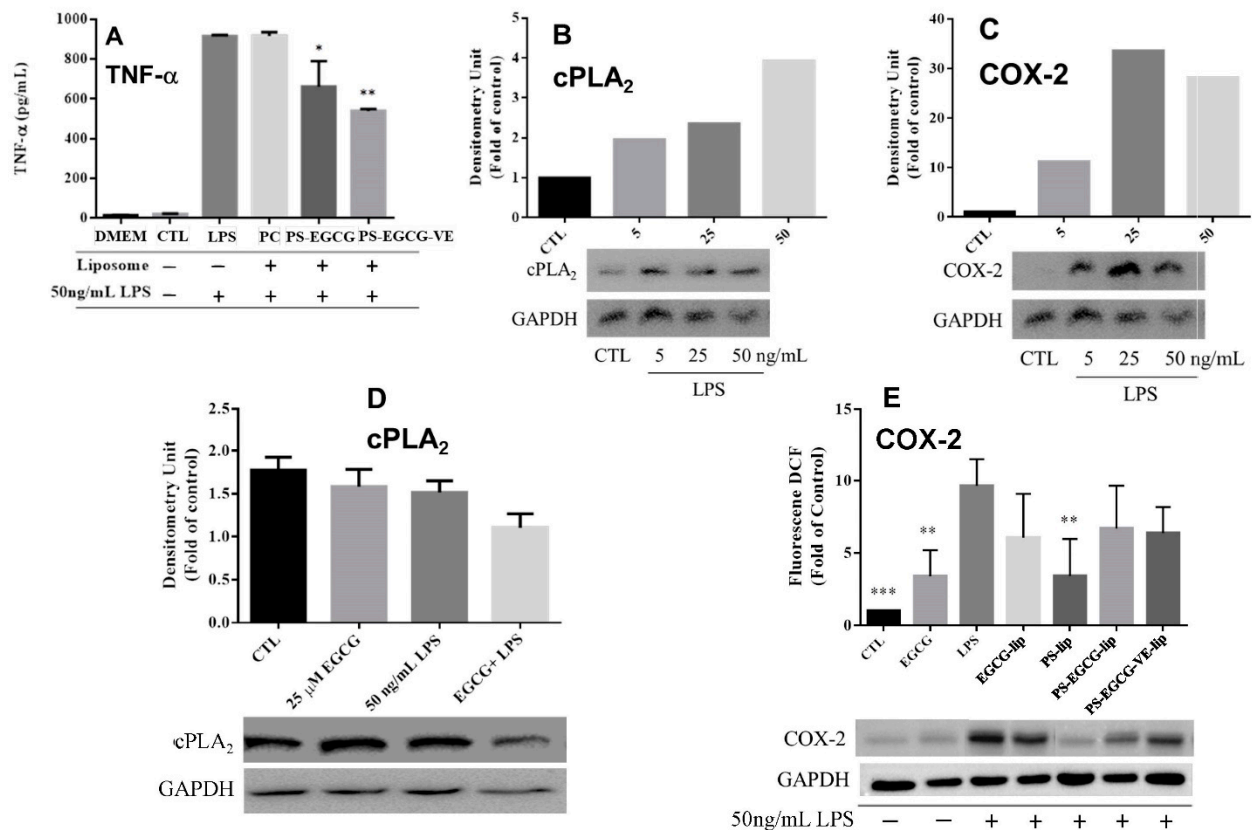 A
TNF-α
TNF-α (pg/mL)
1000
800
600
400
200
0
*
**
DMEM CTL LPS PC PS-EGCG PS-EGCG-VE
Liposome – – + + +
50ng/mL LPS – + + + +
B
cPLA2
Densitometry Unit
(Fold of control)
5
4
3
2
1
0
CTL 5 25 50
cPLA2
GAPDH
CTL 5 25 50 ng/mL
LPS
C
COX-2
Densitometry Unit
(Fold of control)
40
30
20
10
0
CTL 5 25 50
COX-2
GAPDH
CTL 5 25 50 ng/mL
LPS
D
cPLA2
Densitometry Unit
(Fold of control)
2.5
2.0
1.5
1.0
0.5
0.0
CTL 25 μM EGCG 50 ng/mL LPS EGCG+ LPS
cPLA2
GAPDH
E
COX-2
Fluorescene DCF
(Fold of Control)
15
10
5
0
*** ** **
CTL EGCG LPS EGCG-lip PS-lip PS-EGCG-lip PS-EGCG-VE-lip
COX-2
GAPDH
50ng/mL LPS – – + + + + +